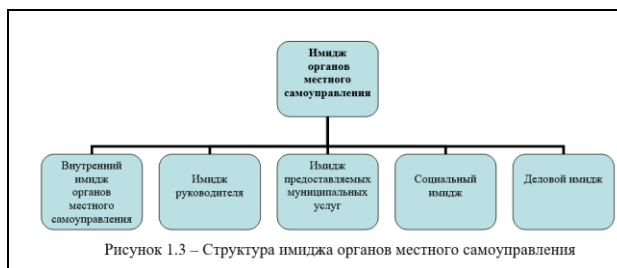 Имидж
органов
местного
самоуправления
Внутренний
имидж
органов
местного
самоуправления
Имидж
руководителя
Имидж
предоставляемых
муниципальных
услуг
Социальный
имидж
Деловой имидж
Рисунок 1.3 – Структура имиджа органов местного самоуправления